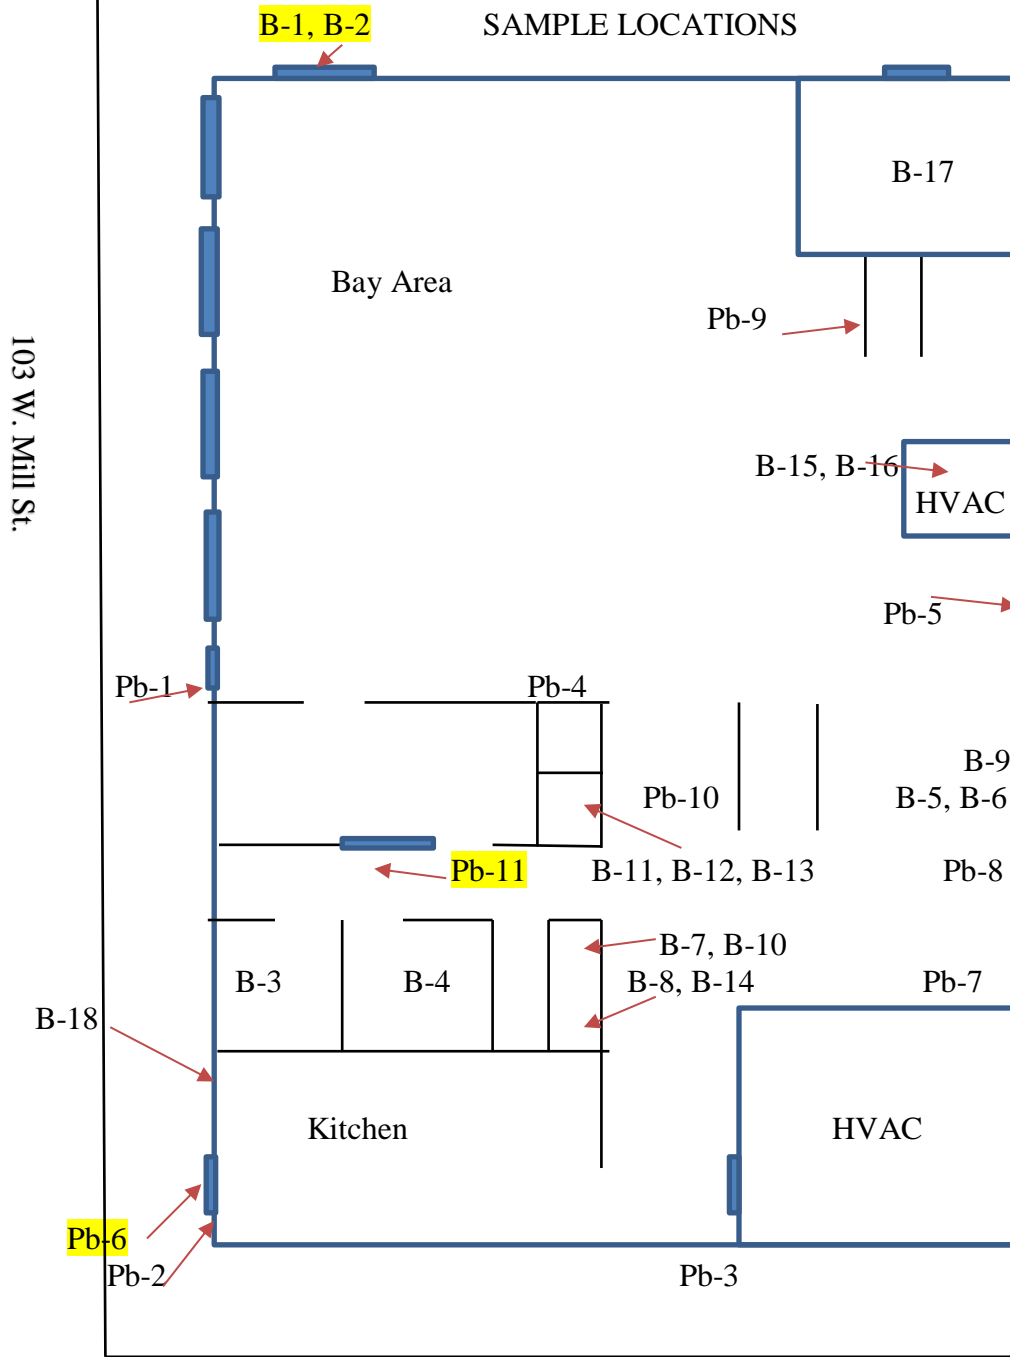 B-1, B-2
SAMPLE LOCATIONS
B-17
Bay Area
Pb-9
103 W. Mill St.
B-15, B-16
HVAC
Pb-5
Pb-1
Pb-4
B-9
Pb-10
B-5, B-6
Pb-11
B-11, B-12, B-13
Pb-8
B-7, B-10
B-3
B-4
B-8, B-14
Pb-7
B-18
Kitchen
HVAC
Pb-6
Pb-2
Pb-3